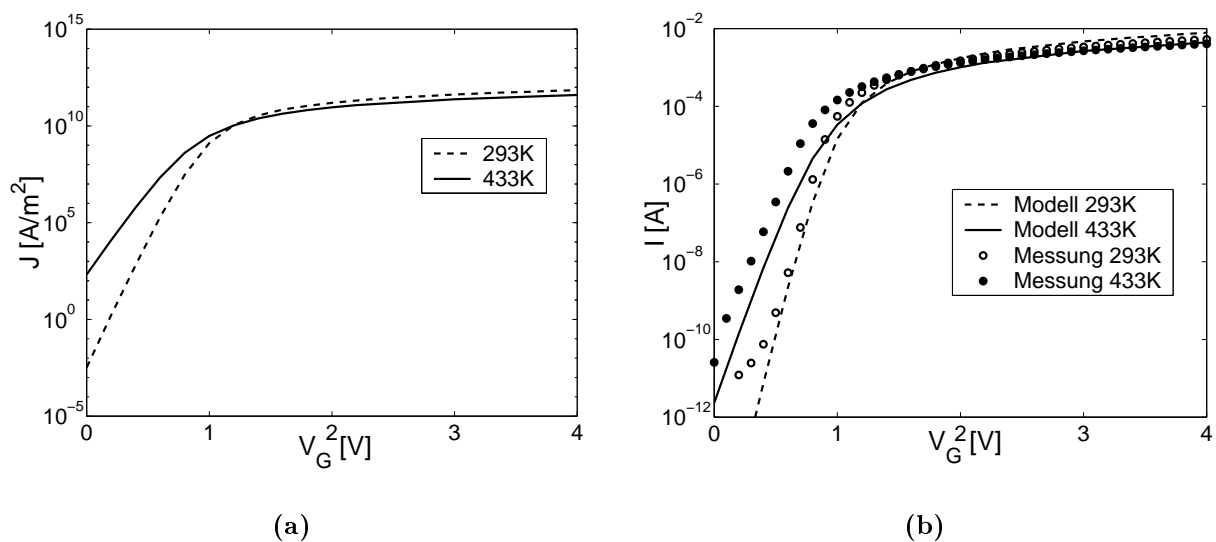 10^15
10^10
10^5
10^0
10^−5
J [A/m^2]
0 1 2 3 4
V_G [V]
293K
433K
(a)
10^−2
10^−4
10^−6
10^−8
10^−10
10^−12
I [A]
0 1 2 3 4
V_G [V]
Modell 293K
Modell 433K
Messung 293K
Messung 433K
(b)